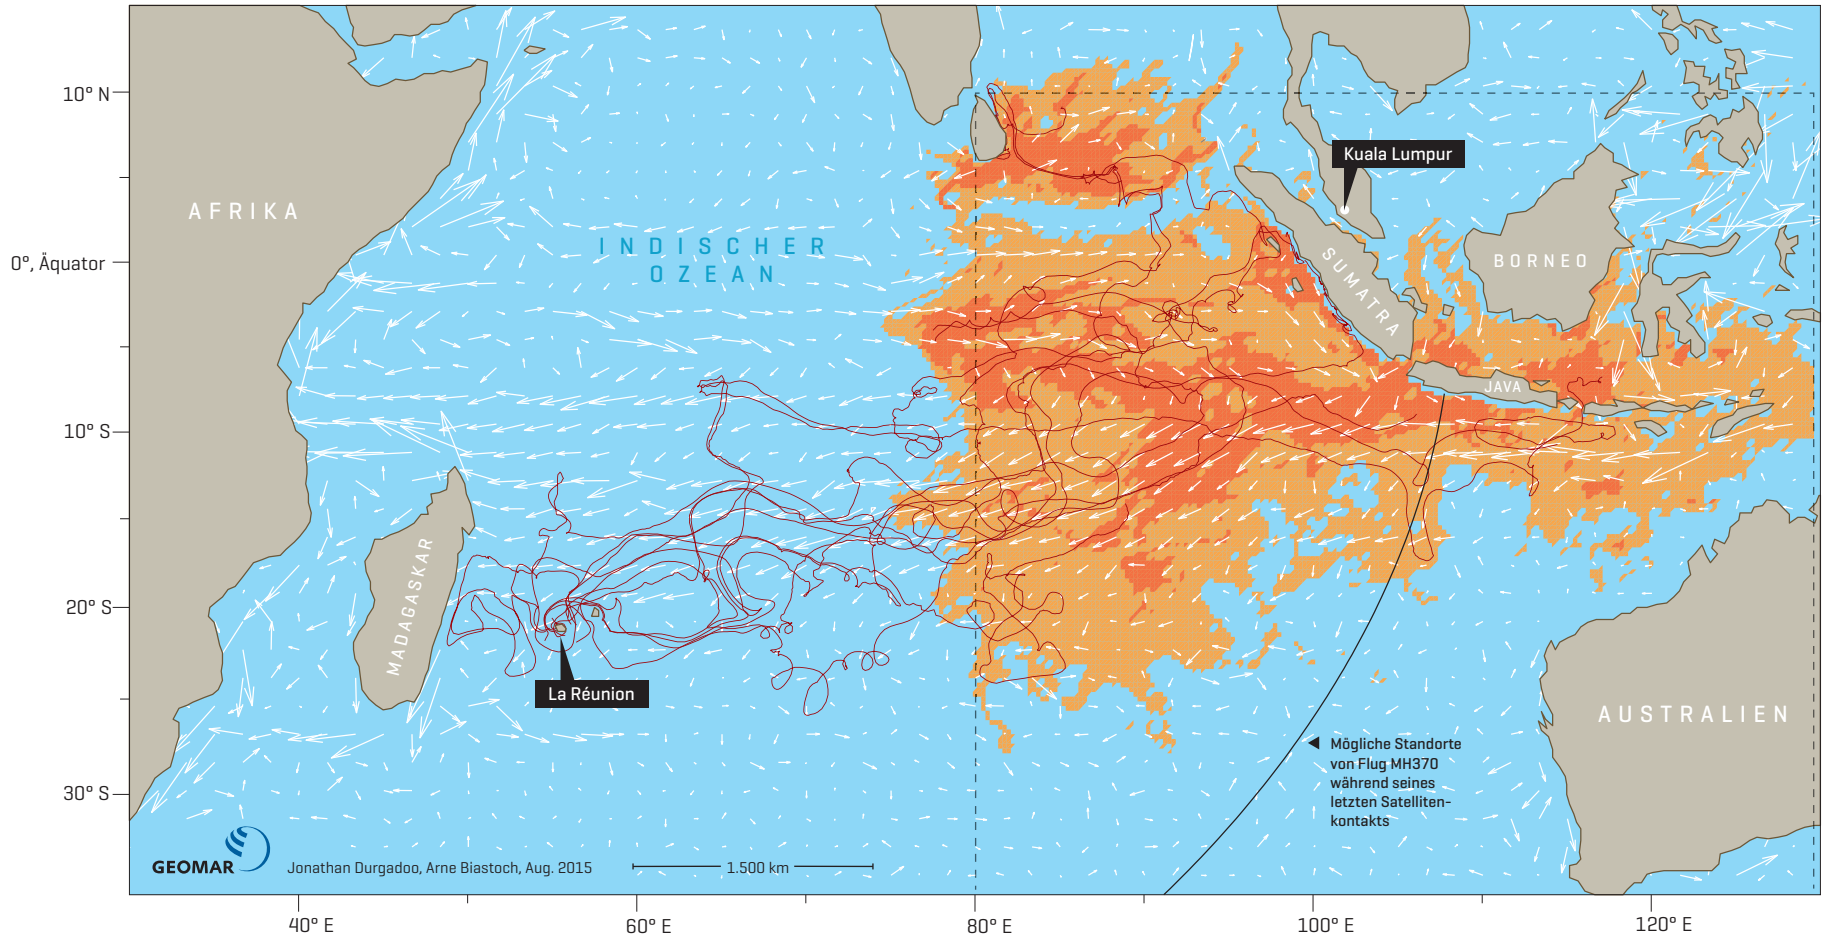 10° N
0°, Äquator
10° S
20° S
30° S
AFRIKA
INDISCHER
OZEAN
Kuala Lumpur
SUMATRA
BORNEO
JAVA
MADAGASKAR
La Réunion
AUSTRALIEN
Mögliche Standorte
von Flug MH370
während seines
letzten Satelliten-
kontakts
GEOMAR
Jonathan Durgadoo, Arne Biastoch, Aug. 2015
1.500 km
40° E
60° E
80° E
100° E
120° E